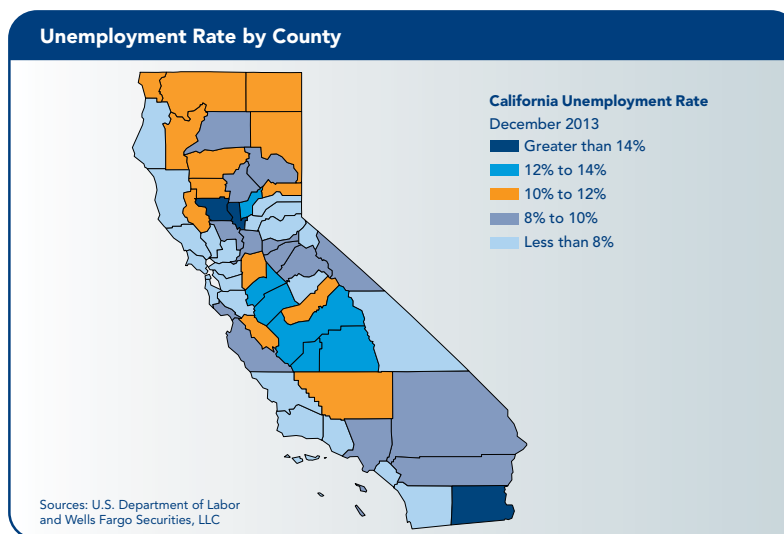 Unemployment Rate by County
California Unemployment Rate
December 2013
Greater than 14%
12% to 14%
10% to 12%
8% to 10%
Less than 8%
Sources: U.S. Department of Labor
and Wells Fargo Securities, LLC